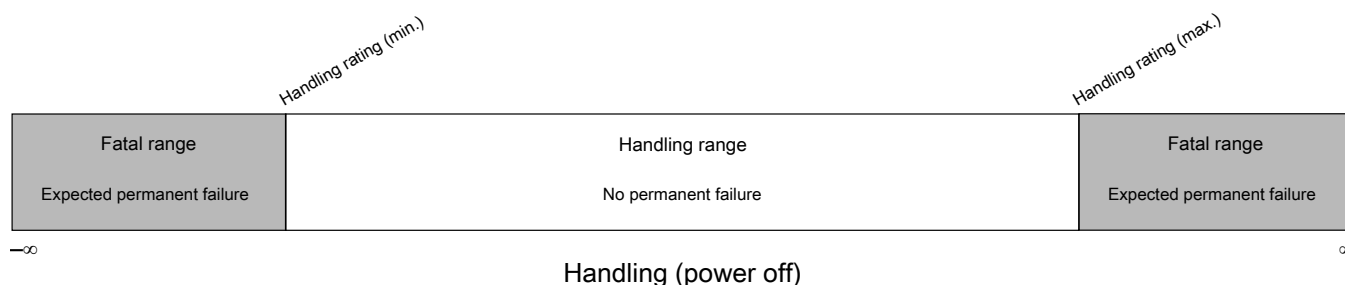 Handling rating (min.)
Handling rating (max.)
Fatal range
Handling range
Fatal range
Expected permanent failure
No permanent failure
Expected permanent failure
–∞
∞
Handling (power off)